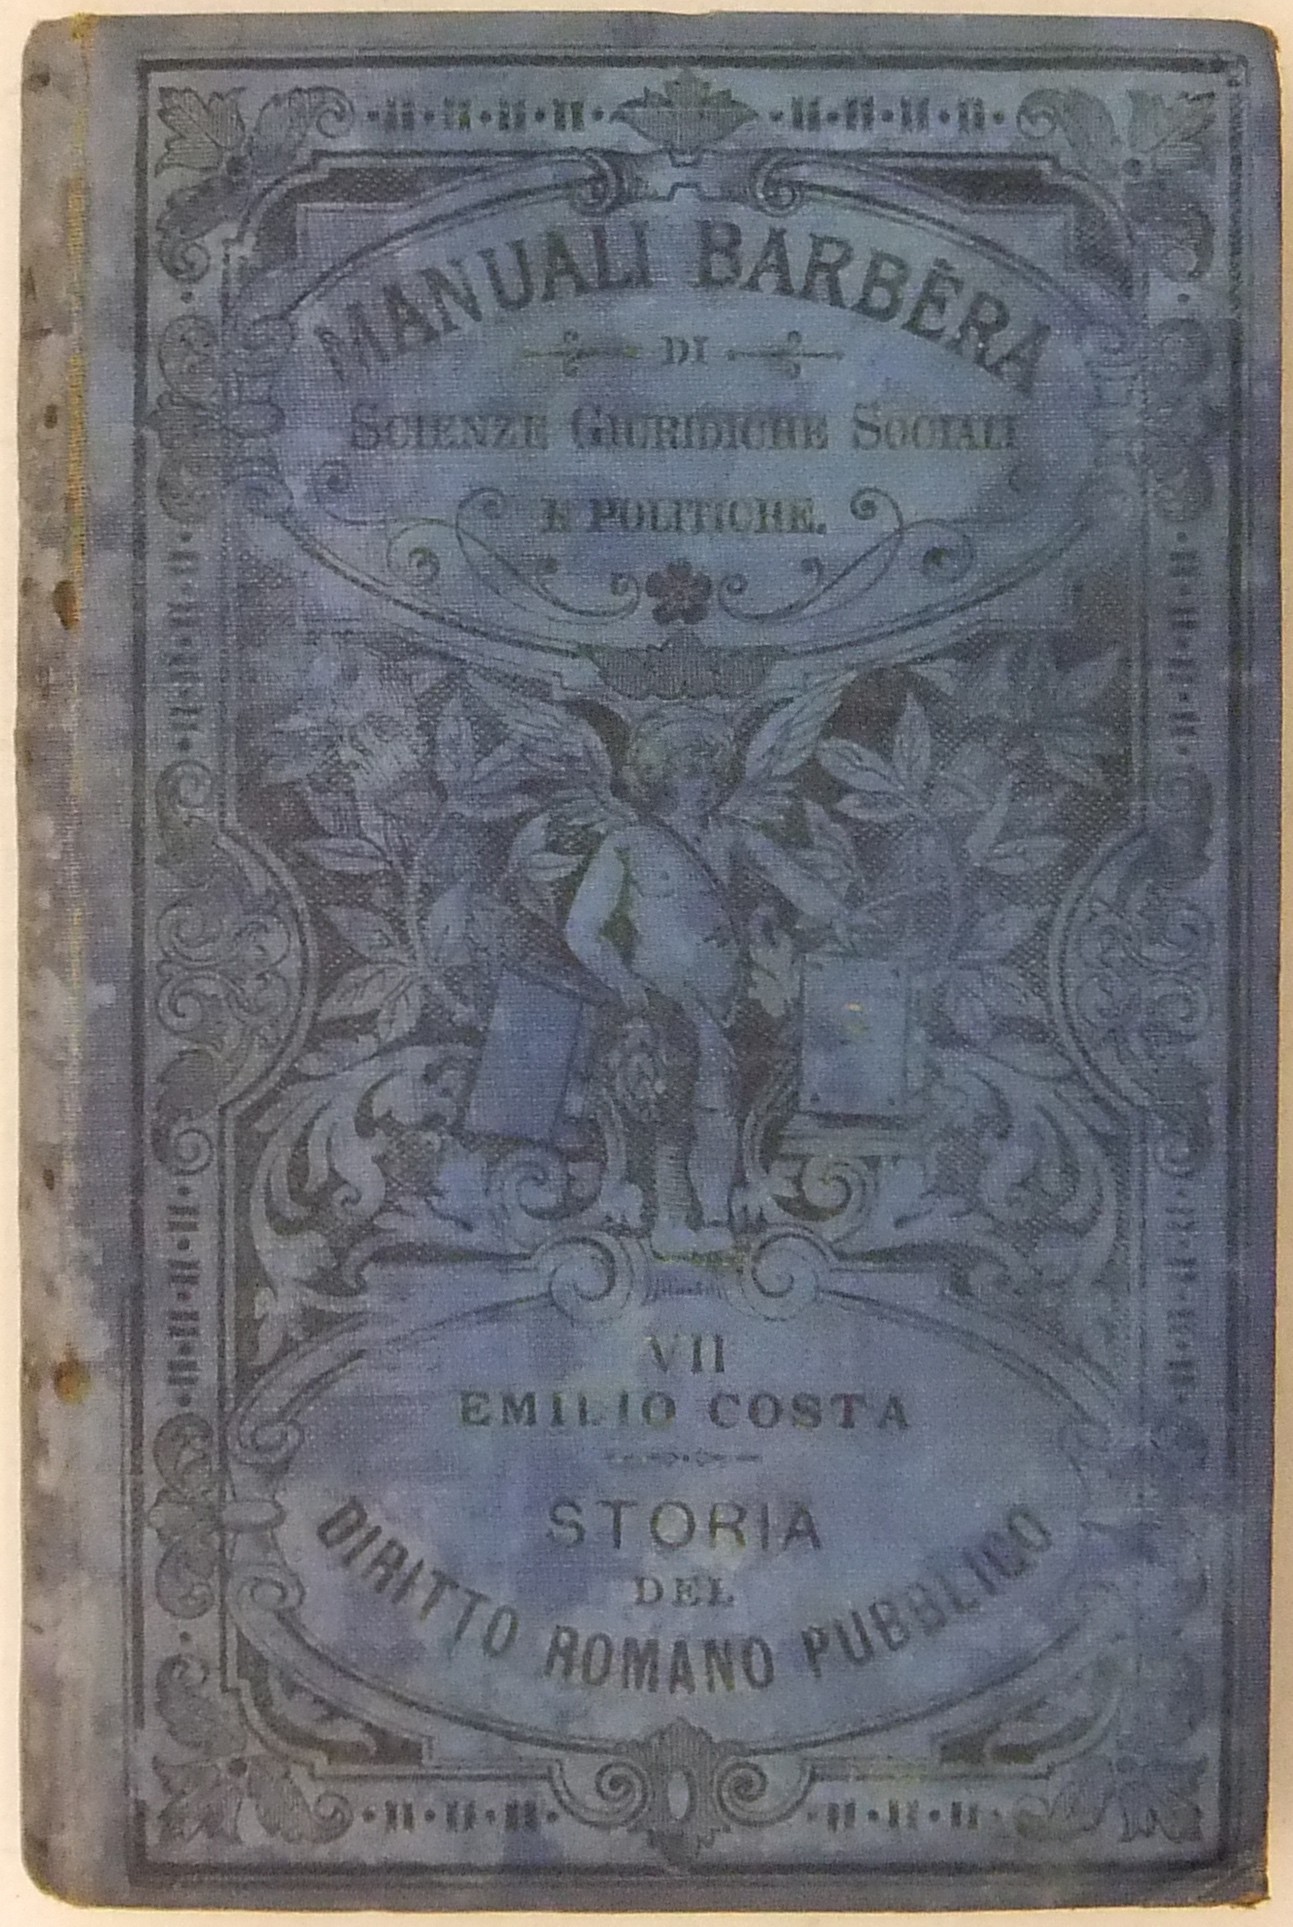 MANUALI BARBÈRA
DI
SCIENZE GIURIDICHE SOCIALI
E POLITICHE.
VII
EMILIO COSTA
STORIA
DEL
DIRITTO ROMANO PUBBLICO